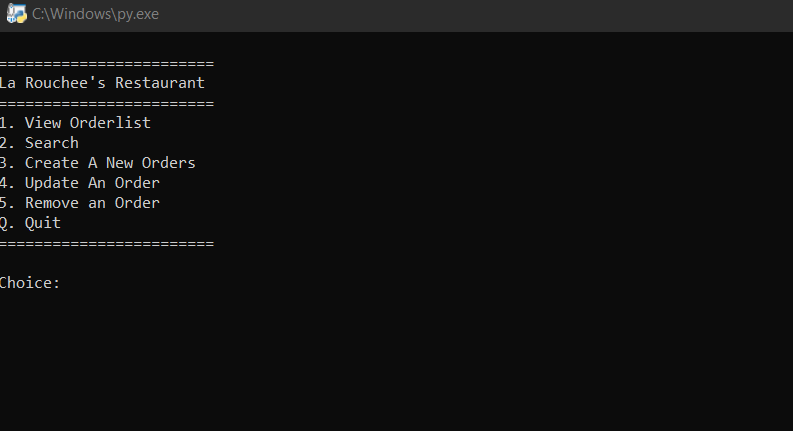 C:\Windows\py.exe
========================
La Rouchee's Restaurant
========================
1. View Orderlist
2. Search
3. Create A New Orders
4. Update An Order
5. Remove an Order
Q. Quit
========================
Choice: